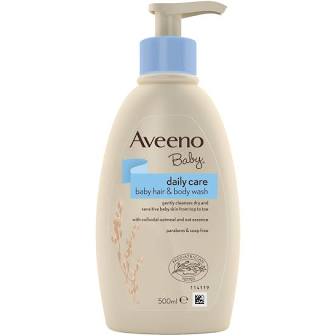 Aveeno
Baby
daily care
baby hair & body wash
gently cleanses dry and
sensitive baby skin from top to toe
with colloidal oatmeal and oat essence
parabens & soap free
114119
500ml e